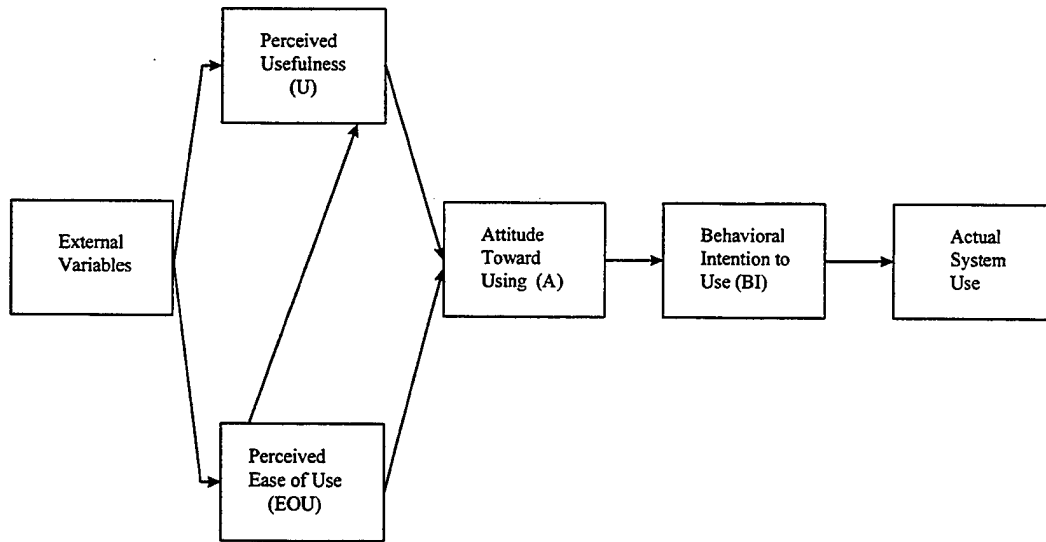 Perceived
Usefulness
(U)
External
Variables
Attitude
Toward
Using (A)
Behavioral
Intention to
Use (BI)
Actual
System
Use
Perceived
Ease of Use
(EOU)